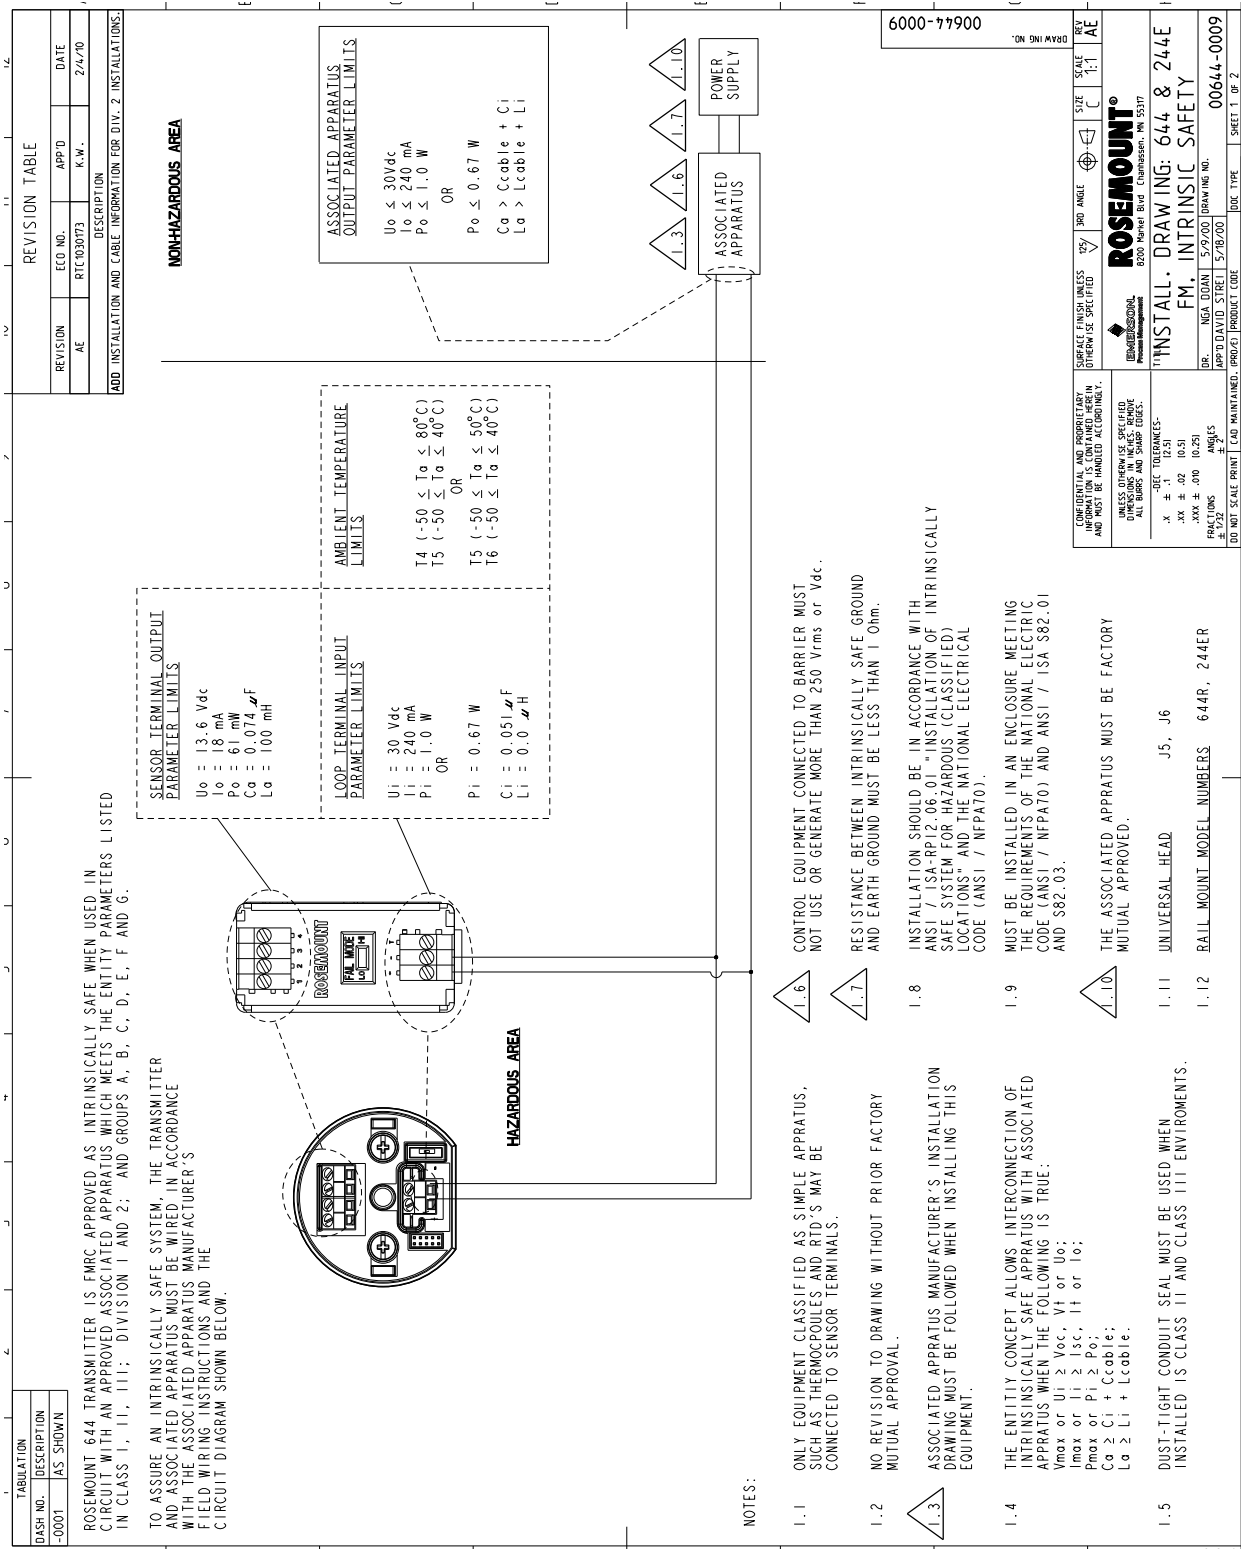 TABULATION
DASH NO. DESCRIPTION
-0001 AS SHOWN
REVISION TABLE
REVISION ECO NO. APP'D DATE
AE RTC1030173 K.W. 2/4/10
DESCRIPTION
ADD INSTALLATION AND CABLE INFORMATION FOR DIV. 2 INSTALLATIONS.
ROSEMOUNT 644 TRANSMITTER IS FMRC APPROVED AS INTRINSICALLY SAFE WHEN USED IN
CIRCUIT WITH AN APPROVED ASSOCIATED APPARATUS WHICH MEETS THE ENTITY PARAMETERS LISTED
IN CLASS I, II, III; DIVISION I AND 2; AND GROUPS A, B, C, D, E, F AND G.
TO ASSURE AN INTRINSICALLY SAFE SYSTEM, THE TRANSMITTER
AND ASSOCIATED APPARATUS MUST BE WIRED IN ACCORDANCE
WITH THE ASSOCIATED APPARATUS MANUFACTURER'S
FIELD WIRING INSTRUCTIONS AND THE
CIRCUIT DIAGRAM SHOWN BELOW.
SENSOR TERMINAL OUTPUT
PARAMETER LIMITS
Uo = 13.6 Vdc
Io = 18 mA
Po = 61 mW
Ca = 0.074 µF
La = 100 mH
LOOP TERMINAL INPUT
PARAMETER LIMITS
Ui = 30 Vdc
Ii = 240 mA
Pi = 1.0 W
OR
Pi = 0.67 W
Ci = 0.051 µF
Li = 0.0 µH
AMBIENT TEMPERATURE
LIMITS
T4 (-50 ≤ Ta ≤ 80°C)
T5 (-50 ≤ Ta ≤ 40°C)
OR
T5 (-50 ≤ Ta ≤ 50°C)
T6 (-50 ≤ Ta ≤ 40°C)
NON-HAZARDOUS AREA
ASSOCIATED APPARATUS
OUTPUT PARAMETER LIMITS
Uo ≤ 30Vdc
Io ≤ 240 mA
Po ≤ 1.0 W
OR
Po ≤ 0.67 W
Ca > Ccable + Ci
La > Lcable + Li
1 2 3 4
ROSEMOUNT
FAIL MODE
LO HI
HAZARDOUS AREA
1.3
1.6
1.7
1.10
ASSOCIATED
APPARATUS
POWER
SUPPLY
NOTES:
1.1 ONLY EQUIPMENT CLASSIFIED AS SIMPLE APPRATUS,
SUCH AS THERMOCPOULES AND RTD'S MAY BE
CONNECTED TO SENSOR TERMINALS.
1.2 NO REVISION TO DRAWING WITHOUT PRIOR FACTORY
MUTUAL APPROVAL.
1.3 ASSOCIATED APPRATUS MANUFACTURER'S INSTALLATION
DRAWING MUST BE FOLLOWED WHEN INSTALLING THIS
EQUIPMENT.
1.4 THE ENTITIY CONCEPT ALLOWS INTERCONNECTION OF
INTRINSINSICALLY SAFE APPRATUS WITH ASSOCIATED
APPRATUS WHEN THE FOLLOWING IS TRUE:
Vmax or Ui ≥ Voc, Vt or Uo;
Imax or Ii ≥ Isc, It or Io;
Pmax or Pi ≥ Po;
Ca ≥ Ci + Ccable;
La ≥ Li + Lcable.
1.5 DUST-TIGHT CONDUIT SEAL MUST BE USED WHEN
INSTALLED IS CLASS II AND CLASS III ENVIROMENTS.
1.6 CONTROL EQUIPMENT CONNECTED TO BARRIER MUST
NOT USE OR GENERATE MORE THAN 250 Vrms or Vdc.
1.7 RESISTANCE BETWEEN INTRINSICALLY SAFE GROUND
AND EARTH GROUND MUST BE LESS THAN 1 Ohm.
1.8 INSTALLATION SHOULD BE IN ACCORDANCE WITH
ANSI / ISA-RP12.06.01 "INSTALLATION OF INTRINSICALLY
SAFE SYSTEM FOR HAZARDOUS (CLASSIFIED)
LOCATIONS" AND THE NATIONAL ELECTRICAL
CODE (ANSI / NFPA70).
1.9 MUST BE INSTALLED IN AN ENCLOSURE MEETING
THE REQUIREMENTS OF THE NATIONAL ELECTRIC
CODE (ANSI / NFPA70) AND ANSI / ISA S82.01
AND S82.03.
1.10 THE ASSOCIATED APPRATUS MUST BE FACTORY
MUTUAL APPROVED.
1.11 UNIVERSAL HEAD J5, J6
1.12 RAIL MOUNT MODEL NUMBERS 644R, 244ER
DRAWING NO.
00644-0009
CONFIDENTIAL AND PROPRIETARY
INFORMATION IS CONTAINED HEREIN
AND MUST BE HANDLED ACCORDINGLY.
UNLESS OTHERWISE SPECIFIED
DIMENSIONS IN INCHES. REMOVE
ALL BURRS AND SHARP EDGES.
-DEC TOLERANCES-
.X ± .1 [2.5]
.XX ± .02 [0.5]
.XXX ± .010 [0.25]
FRACTIONS ANGLES
± 1/32 ± 2°
DO NOT SCALE PRINT CAD MAINTAINED, (PRO/E)
SURFACE FINISH UNLESS
OTHERWISE SPECIFIED
125/ 3RD ANGLE
SIZE C
SCALE 1:1
REV AE
EMERSON
Process Management
ROSEMOUNT®
8200 Market Blvd Chanhassen, MN 55317
TITLE INSTALL. DRAWING: 644 & 244E
FM, INTRINSIC SAFETY
DR. NGA DOAN 5/9/00 DRAWING NO.
APP'D DAVID STREI 5/18/00 00644-0009
PRODUCT CODE DOC TYPE SHEET 1 OF 2